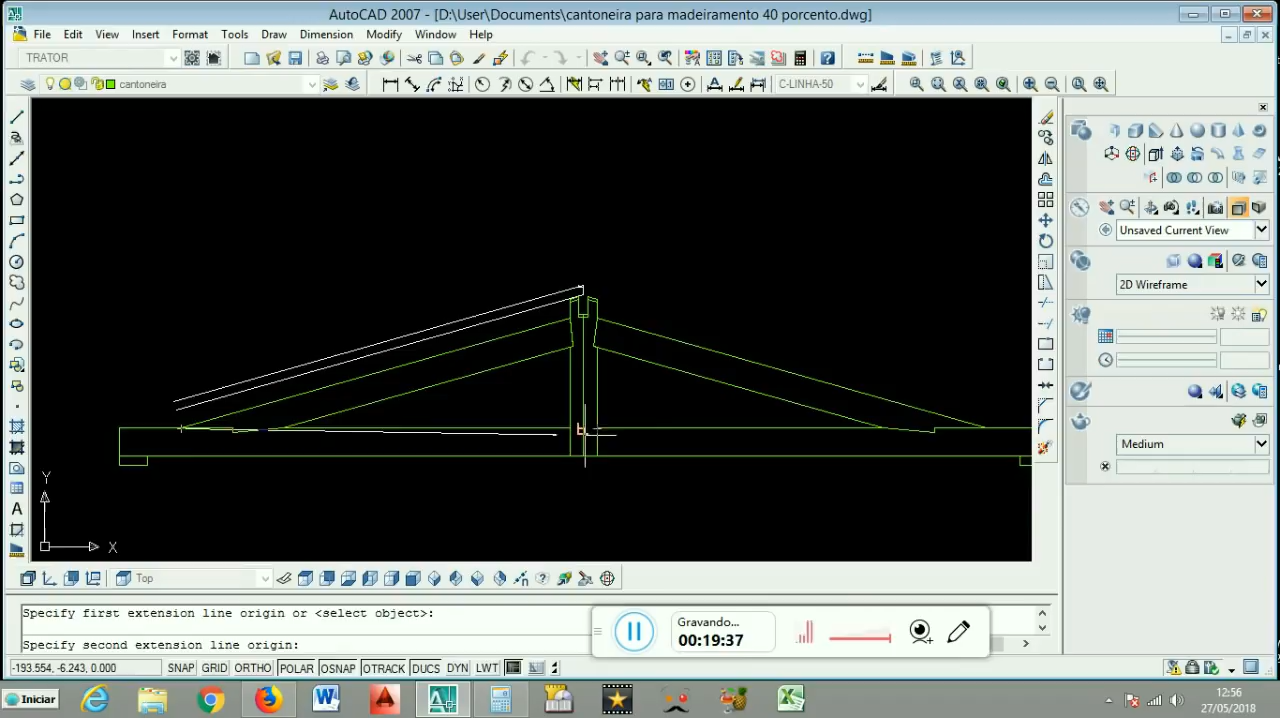 AutoCAD 2007 - [D:\User\Documents\cantoneira para madeiramento 40 porcento.dwg]
File Edit View Insert Format Tools Draw Dimension Modify Window Help
TRATOR
cantoneira
C-LINHA-50
Unsaved Current View
2D Wireframe
Medium
Y
X
Top
Specify first extension line origin or <select object>:
Specify second extension line origin:
Gravando...
00:19:37
-193.554, -6.243, 0.000
SNAP GRID ORTHO POLAR OSNAP OTRACK DUCS DYN LWT
Iniciar
12:56
27/05/2018